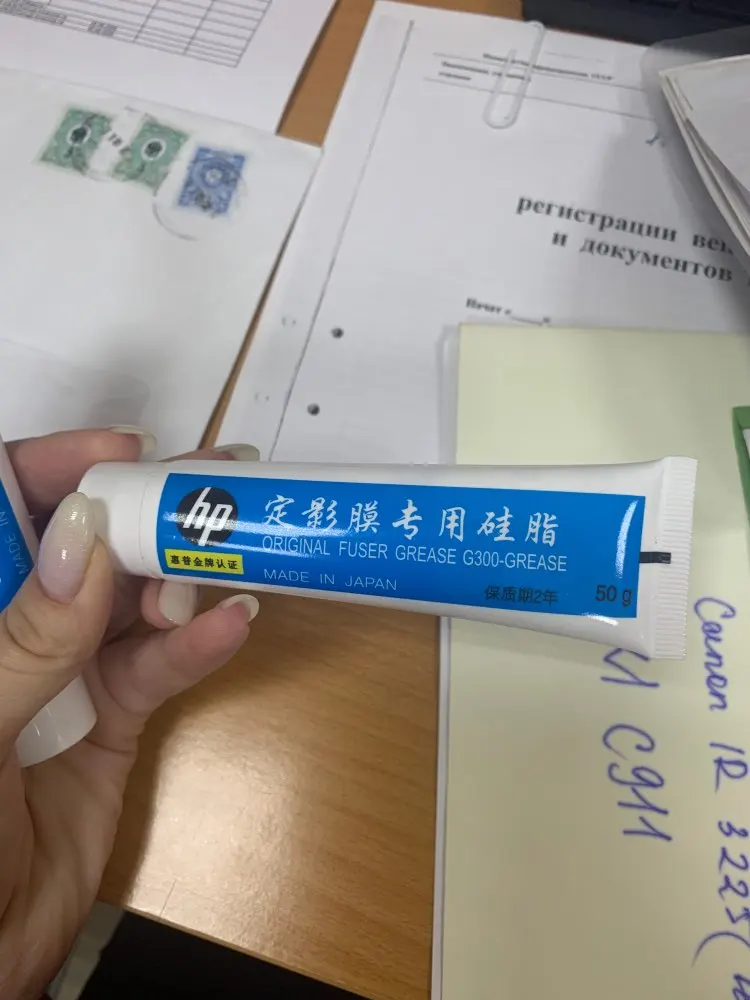 регистрации
и документов
hp
定影膜专用硅脂
ORIGINAL FUSER GREASE G300-GREASE
惠普金牌认证
MADE IN JAPAN
保质期2年
50 g
MADE IN
Canon IR 3225(
C911